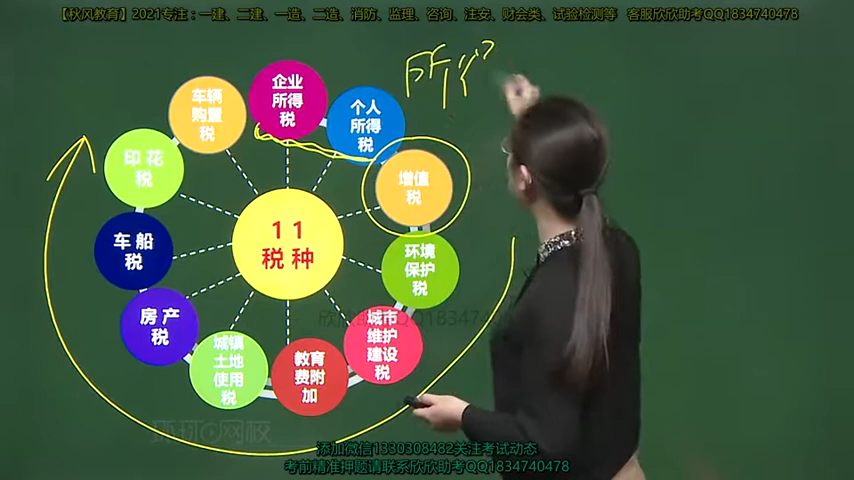 【秋风教育】2021专注：一建、二建、一造、二造、消防、监理、咨询、注安、财会类、试验检测等 客服欣欣助考QQ1834740478
所得
企业
所得
税
个人
所得
税
增值
税
环境
保护
税
城市
维护
建设
税
教育
费附
加
城镇
土地
使用
税
房产
税
车船
税
印花
税
车辆
购置
税
11
税种
环球网校
添加微信1330308482关注考试动态
考前精准押题请联系欣欣助考QQ1834740478